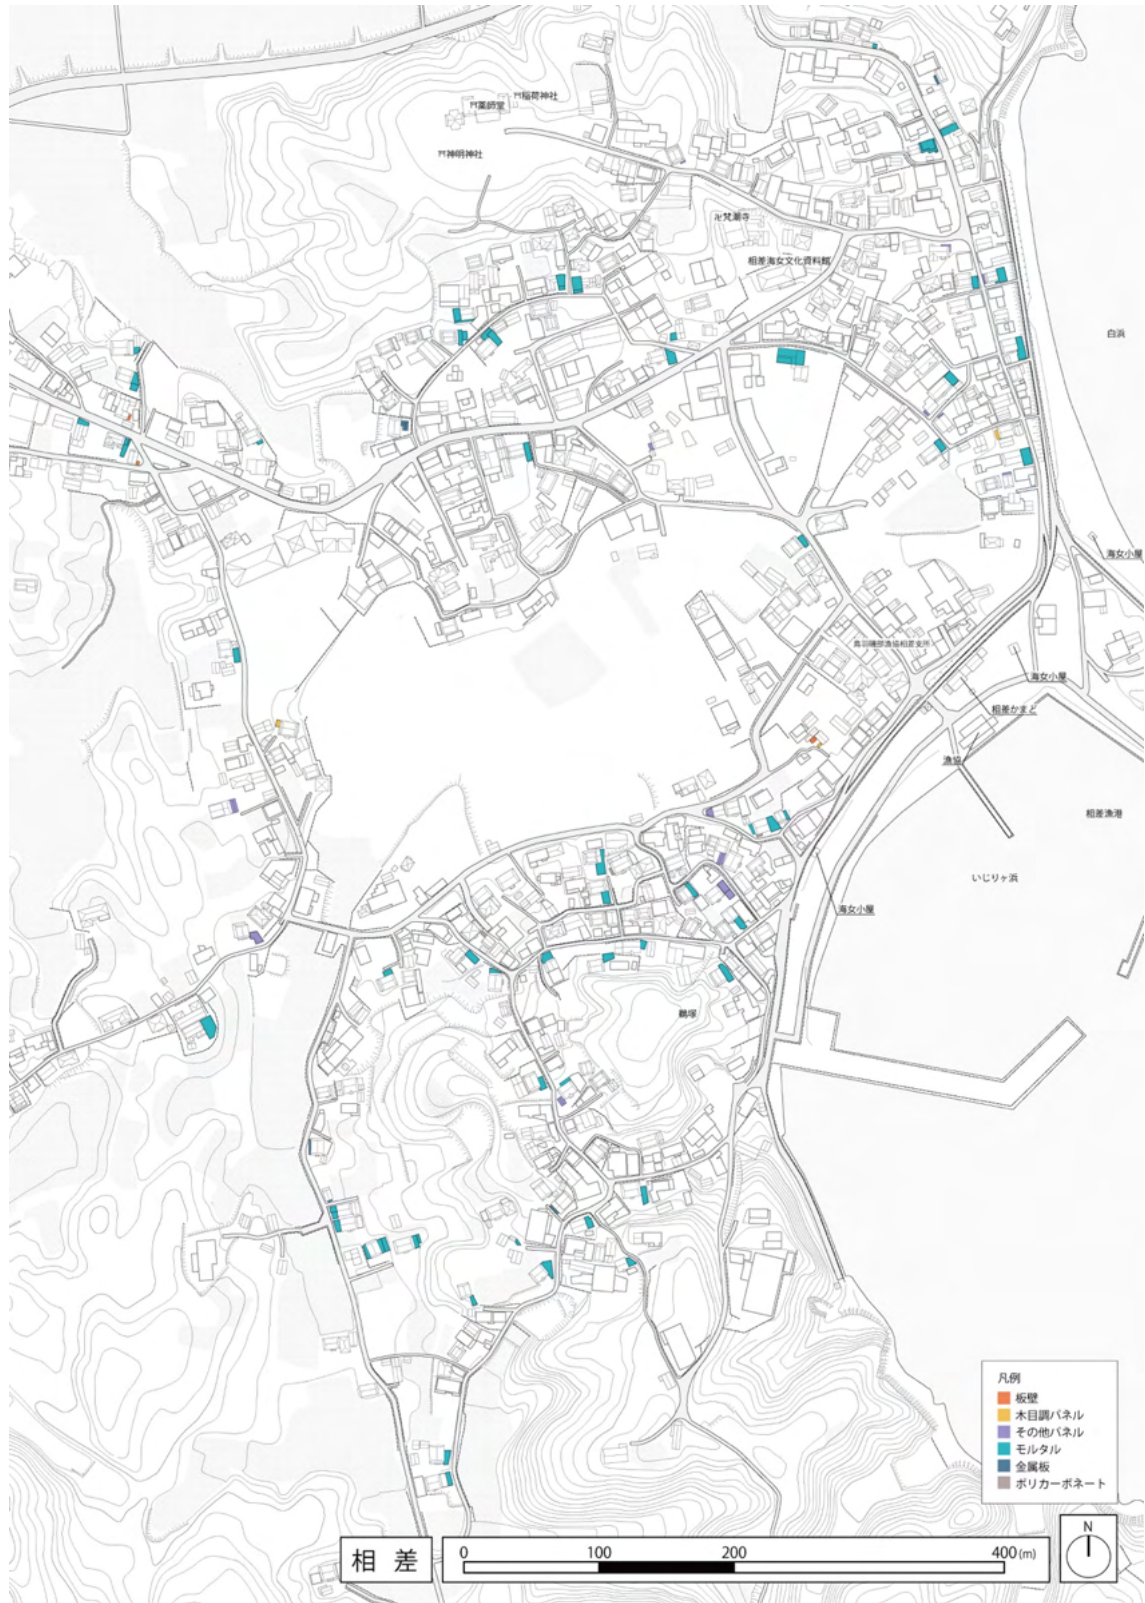 ⛩稲荷神社
⛩薬師堂
⛩神明神社
卍梵潮寺
相差海女文化資料館
白浜
海女小屋
鳥羽磯部漁協相差支所
海女小屋
相差かまど
漁協
相差漁港
いじりヶ浜
海女小屋
鵜塚
凡例
板壁
木目調パネル
その他パネル
モルタル
金属板
ポリカーボネート
相差
0 100 200 400(m)
N